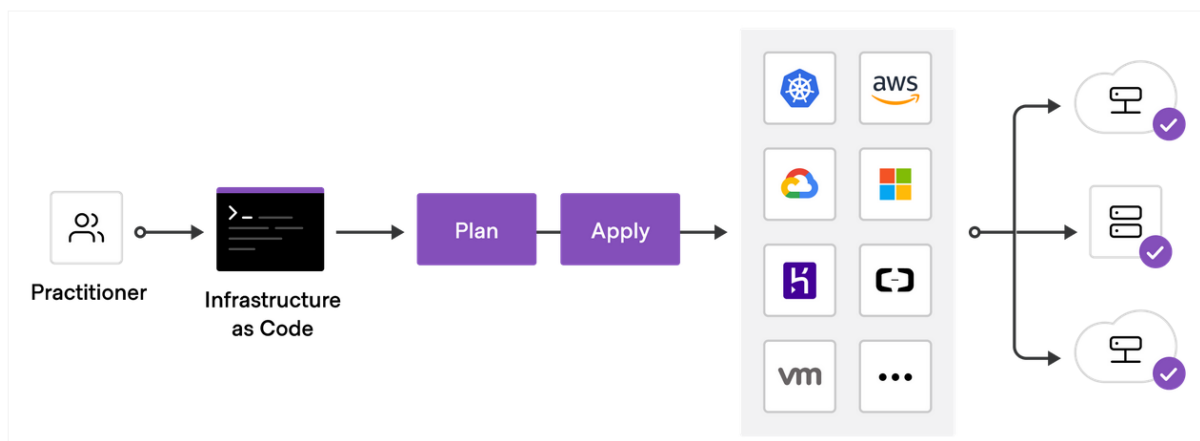 aws
Plan
Apply
Practitioner
Infrastructure
as Code
vm